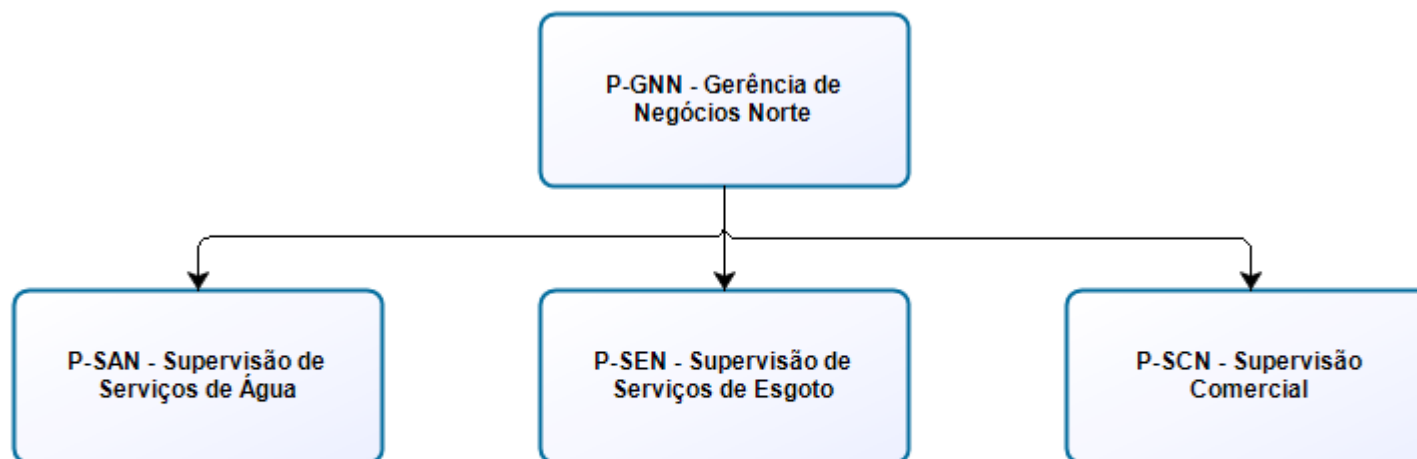 P-GNN - Gerência de
Negócios Norte
P-SAN - Supervisão de
Serviços de Água
P-SEN - Supervisão de
Serviços de Esgoto
P-SCN - Supervisão
Comercial